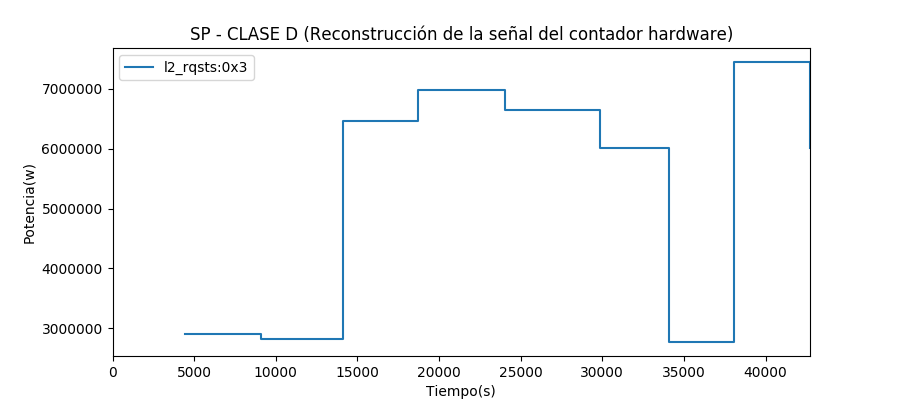 SP - CLASE D (Reconstrucción de la señal del contador hardware)
l2_rqsts:0x3
7000000
6000000
5000000
4000000
3000000
Potencia(w)
0 5000 10000 15000 20000 25000 30000 35000 40000
Tiempo(s)